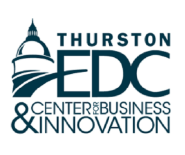 THURSTON
EDC
& CENTER FOR BUSINESS
INNOVATION